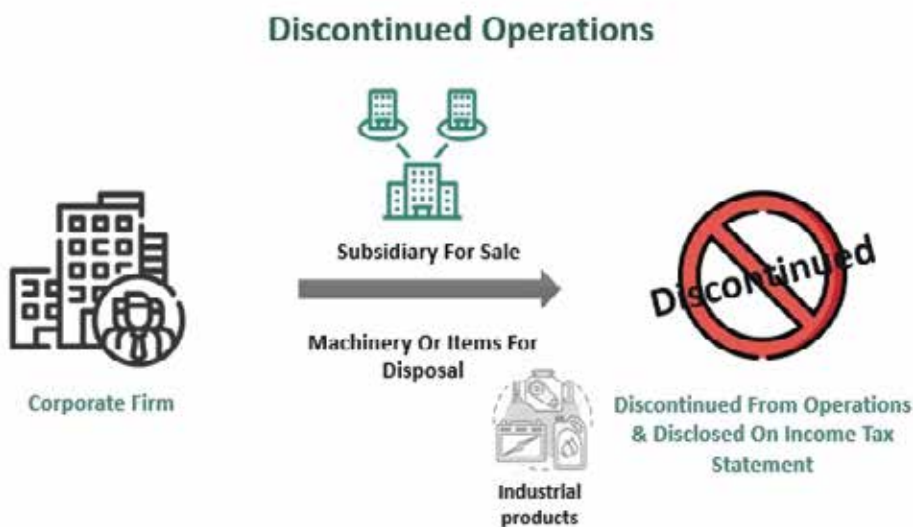 Discontinued Operations
Subsidiary For Sale
Discontinued
Machinery Or Items For
Disposal
Corporate Firm
Discontinued From Operations
& Disclosed On Income Tax
Statement
Industrial
products